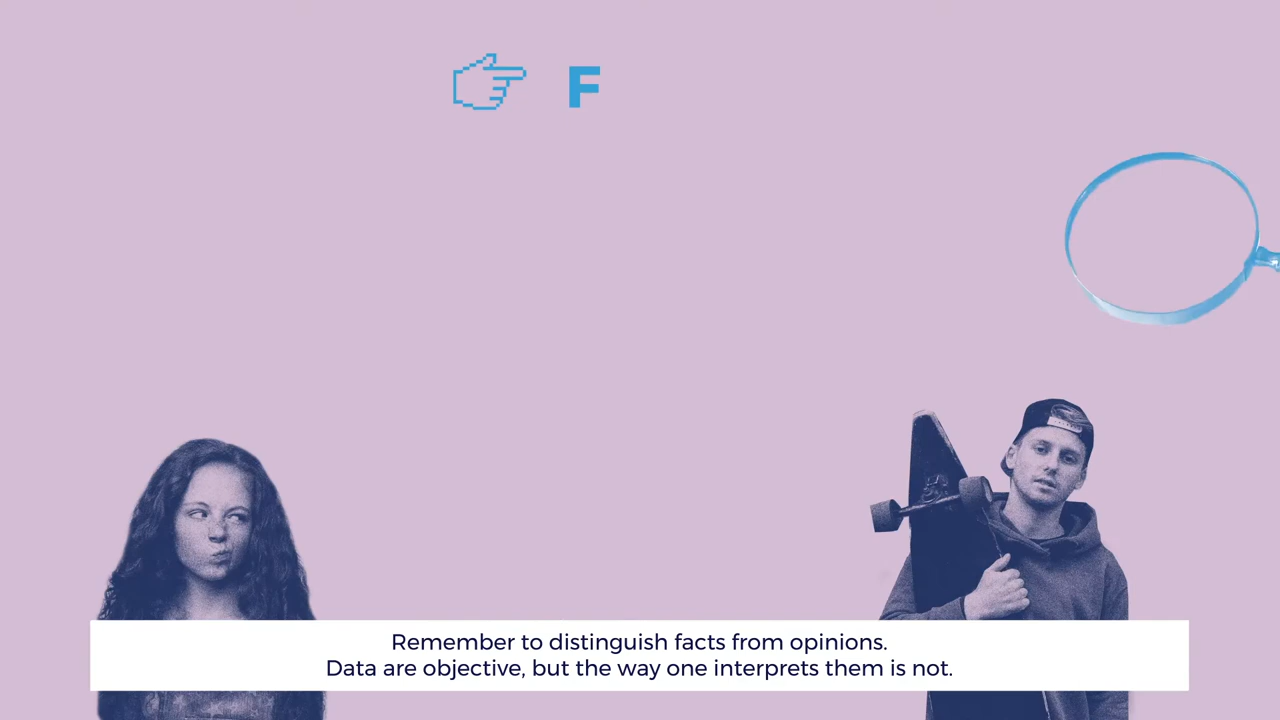 F
Remember to distinguish facts from opinions.
Data are objective, but the way one interprets them is not.